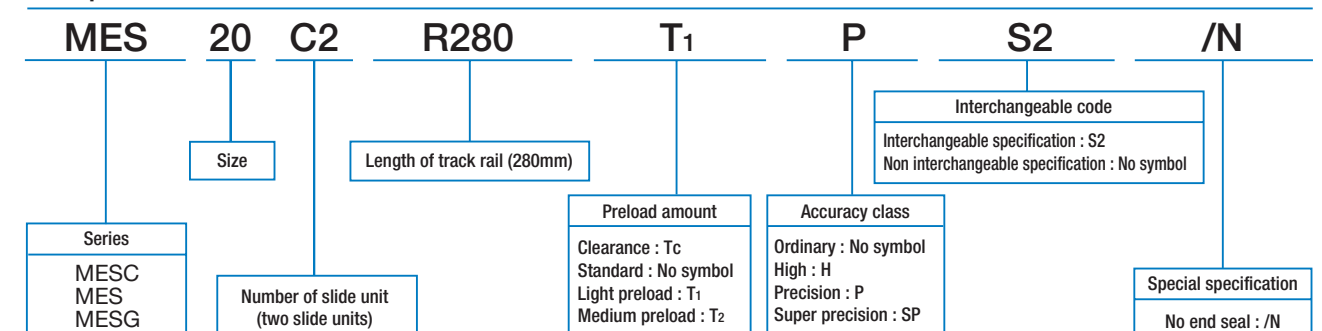 MES 20 C2 R280 T1 P S2 /N
Interchangeable code
Interchangeable specification : S2
Non interchangeable specification : No symbol
Size
Length of track rail (280mm)
Preload amount
Clearance : Tc
Standard : No symbol
Light preload : T1
Medium preload : T2
Accuracy class
Ordinary : No symbol
High : H
Precision : P
Super precision : SP
Series
MESC
MES
MESG
Number of slide unit
(two slide units)
Special specification
No end seal : /N